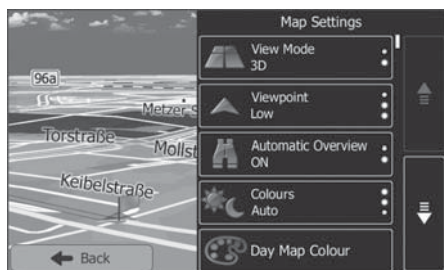 Map Settings
96a
Metzer-S
Torstraße
Mollst
Keibelstraße
Back
View Mode
3D
Viewpoint
Low
Automatic Overview
ON
Colours
Auto
Day Map Colour